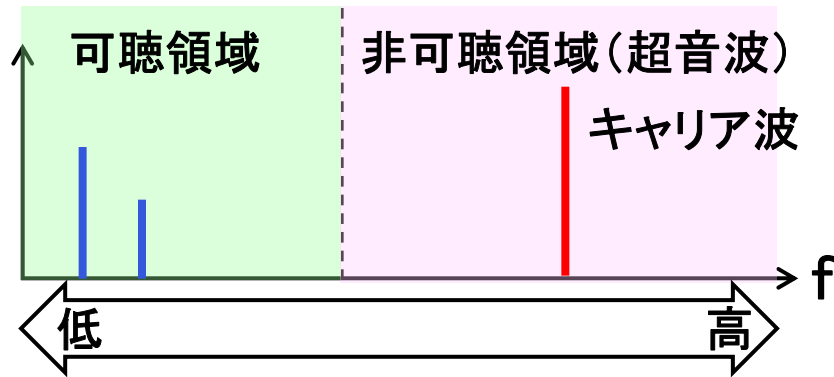 可聴領域
非可聴領域(超音波)
キャリア波
f
低
高